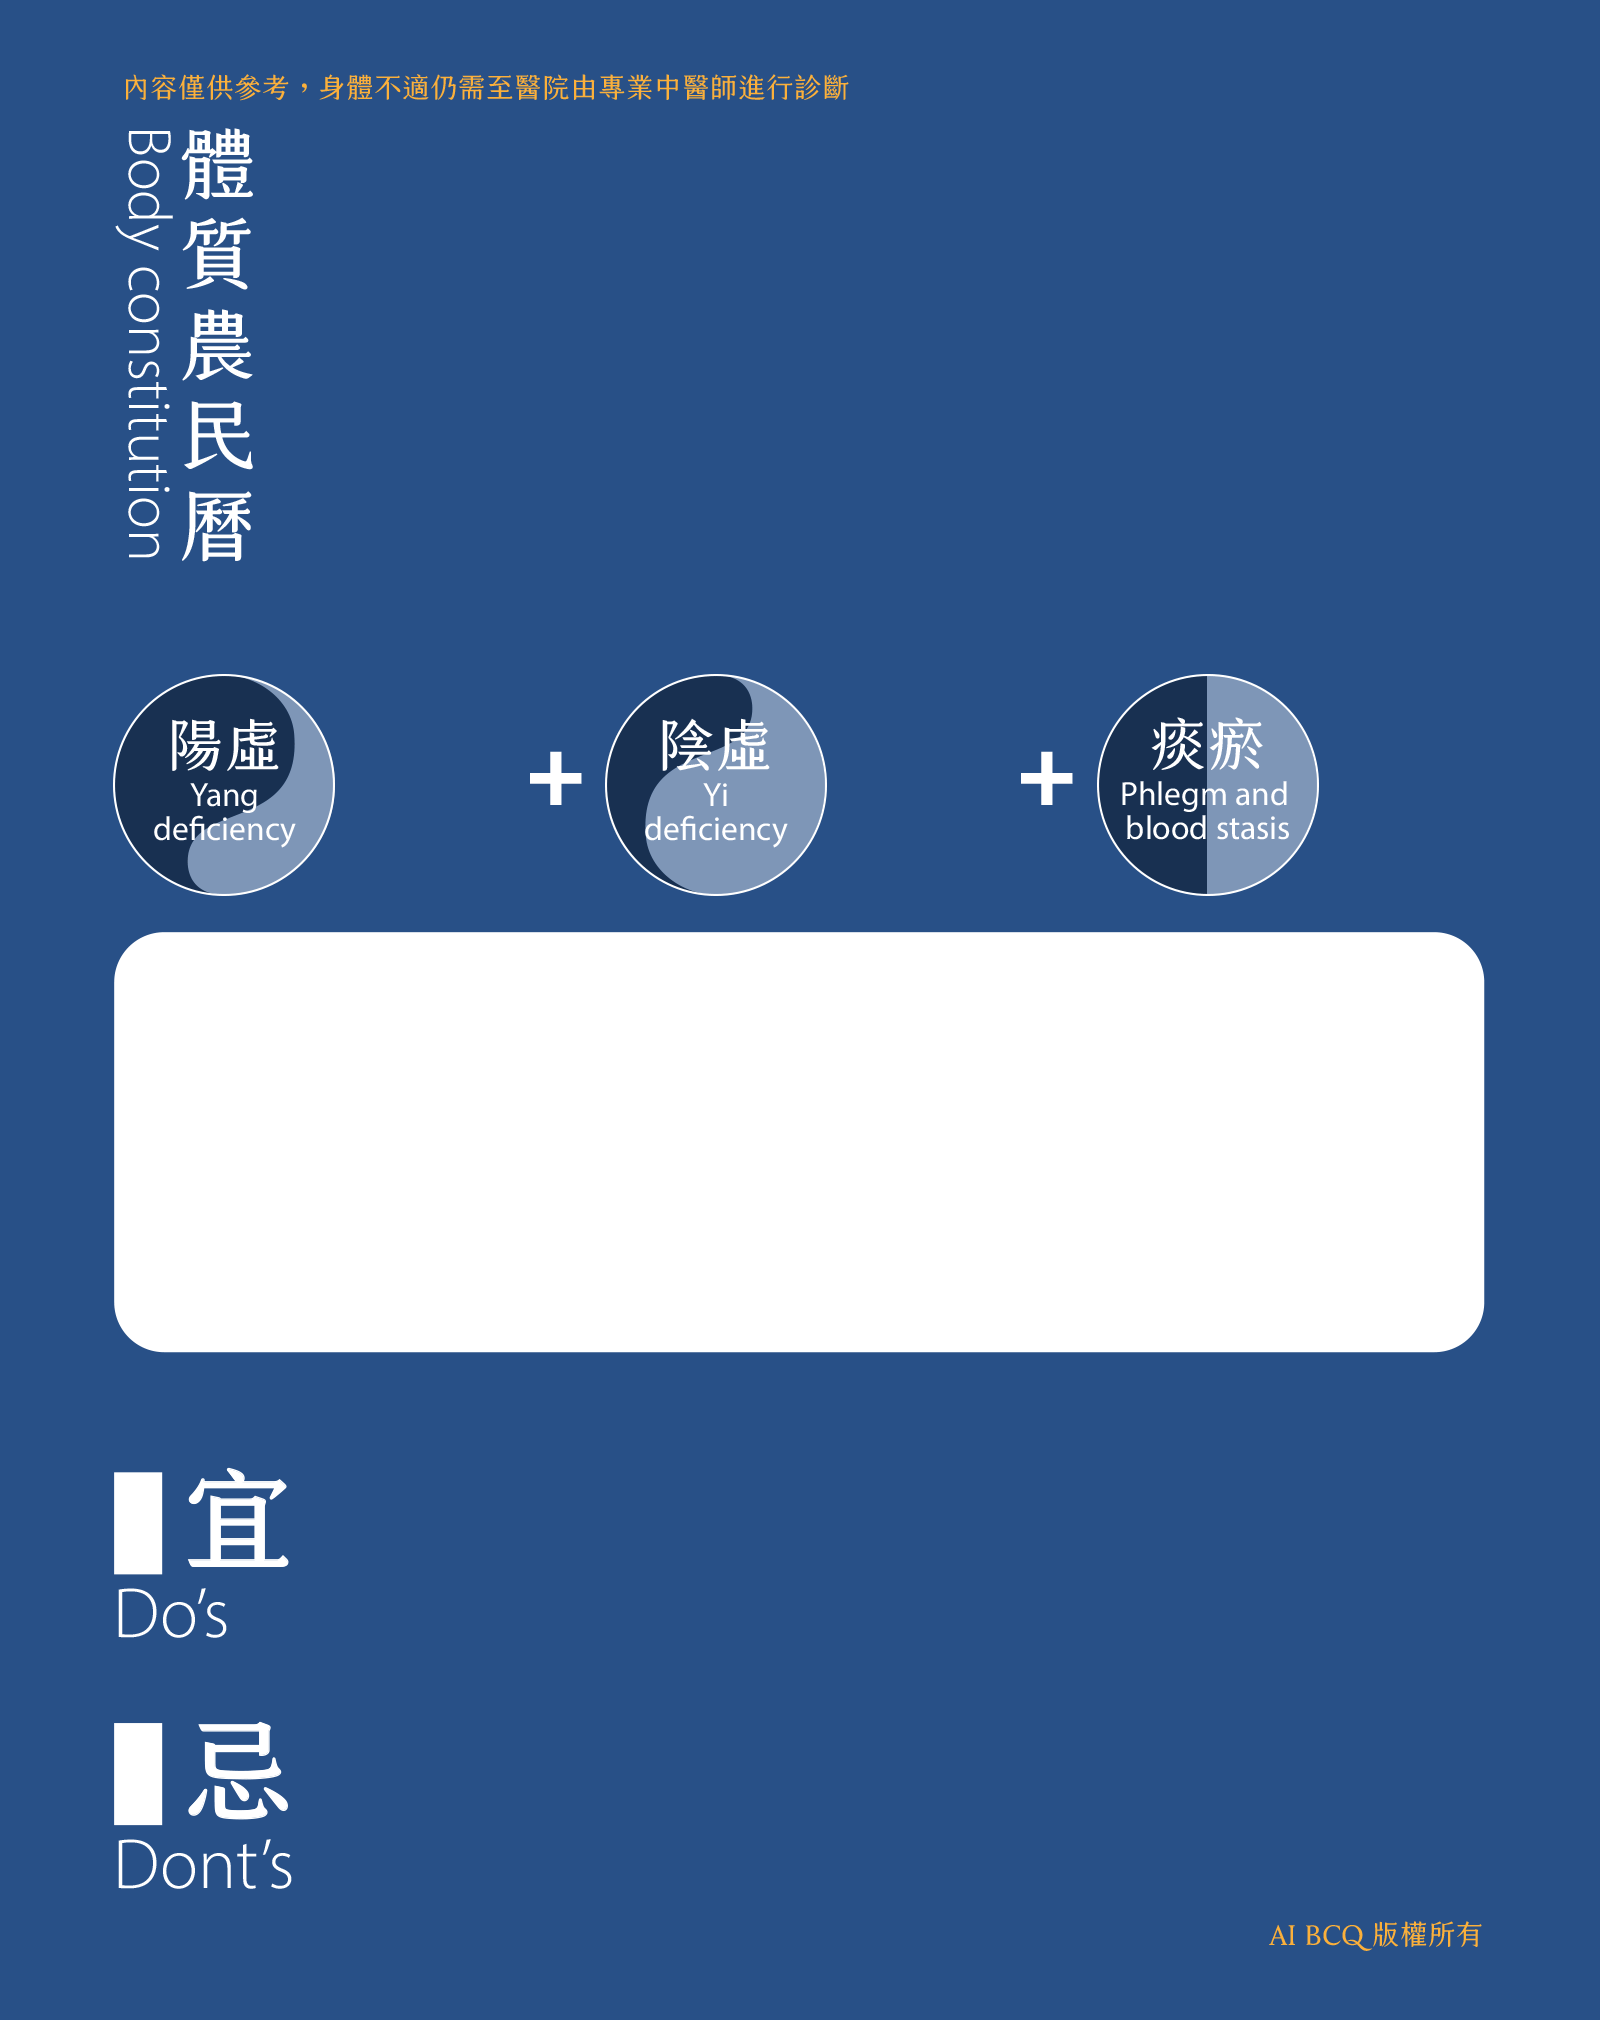 內容僅供參考，身體不適仍需至醫院由專業中醫師進行診斷
體質農民曆
Body constitution
陽虛
Yang
deficiency
+
陰虛
Yi
deficiency
+
痰瘀
Phlegm and
blood stasis
宜
Do’s
忌
Dont’s
AI BCQ 版權所有